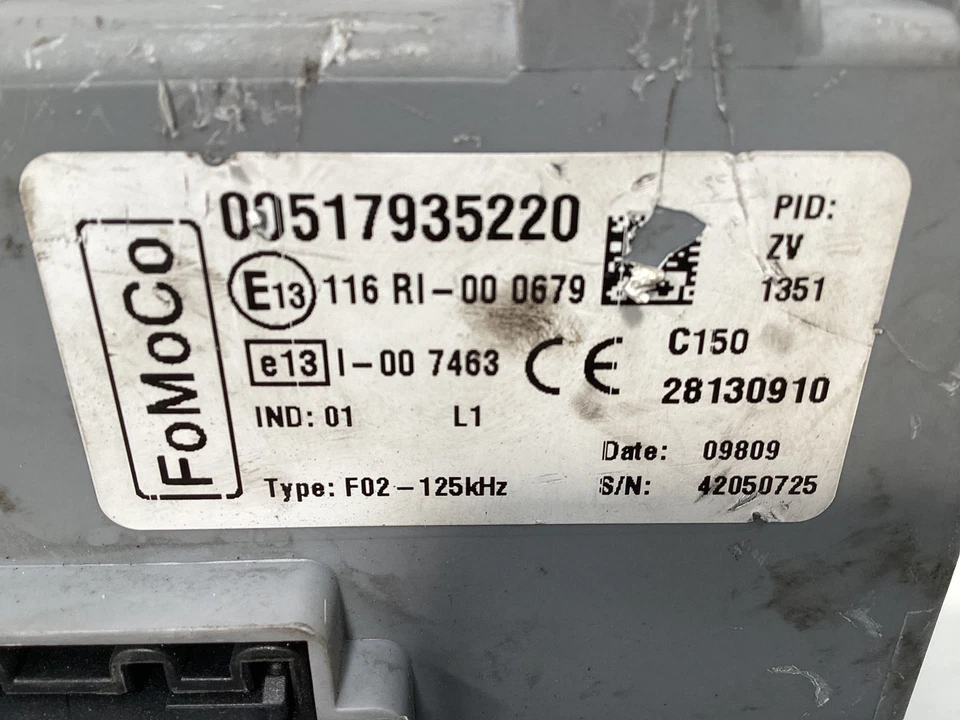 FoMoCo
00517935220
E13 116 RI-00 0679
e13 I-00 7463
IND: 01 L1
Type: F02-125kHz
PID:
ZV
1351
CE C150
28130910
Date: 09809
S/N: 42050725